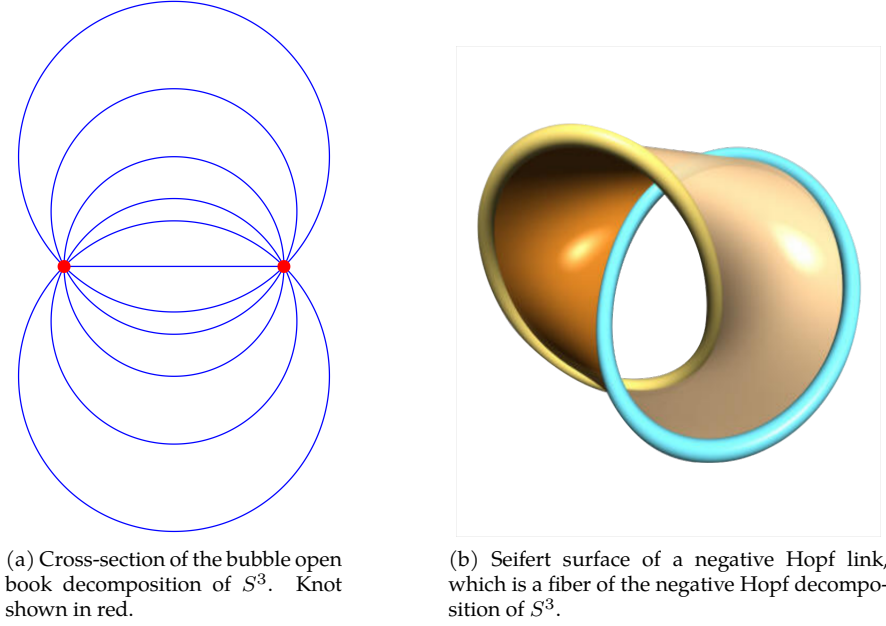 (a) Cross-section of the bubble open
book decomposition of S³. Knot
shown in red.
(b) Seifert surface of a negative Hopf link,
which is a fiber of the negative Hopf decompo-
sition of S³.